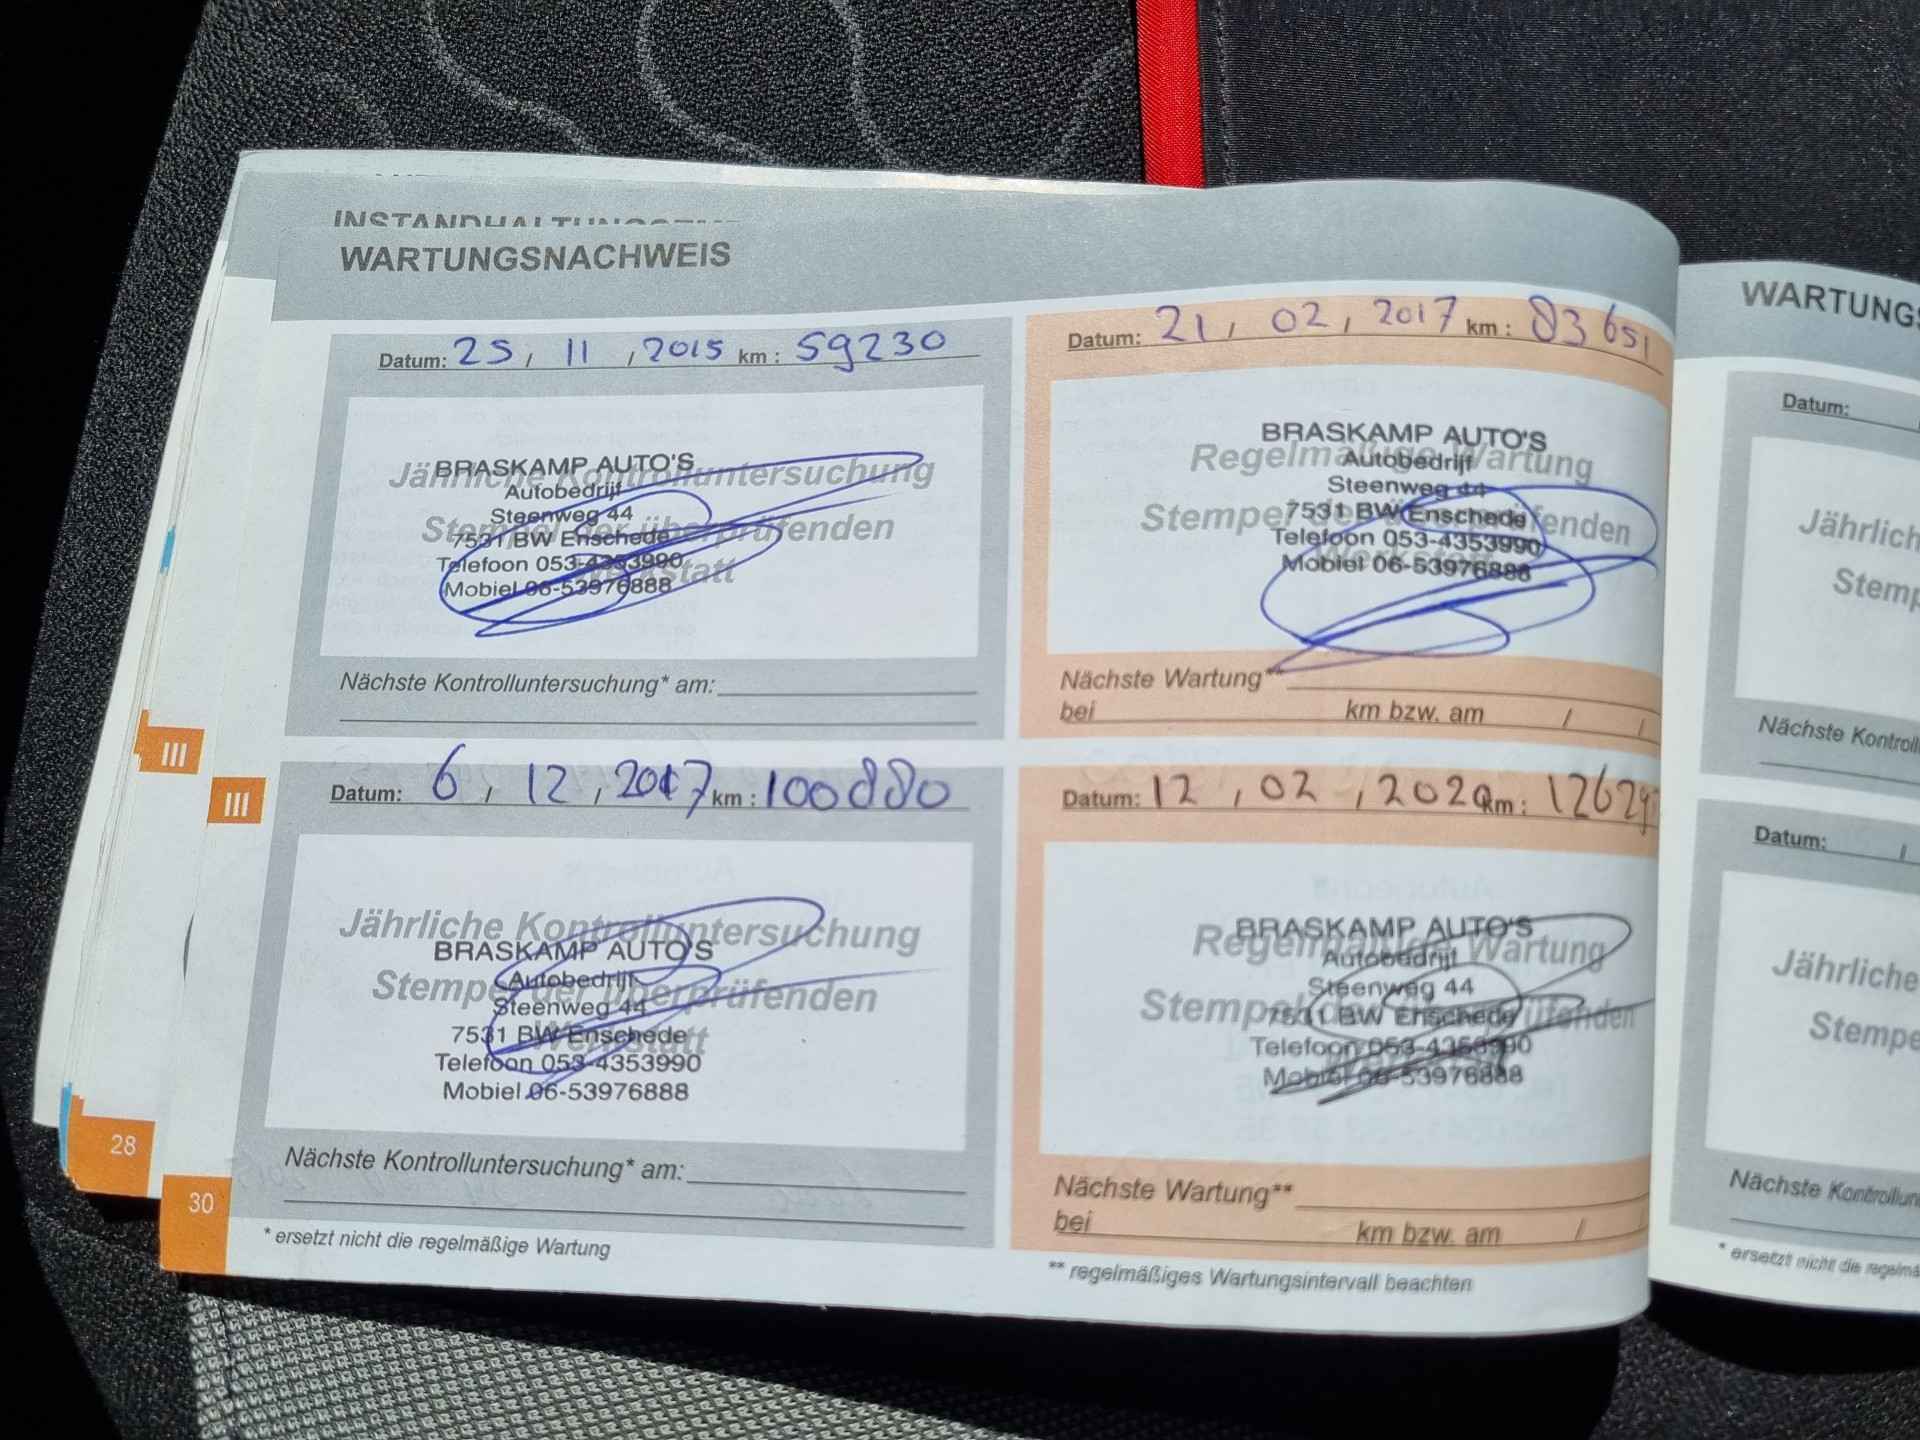 WARTUNGSNACHWEIS
Datum: 25 / 11 / 2015 km : 59230
Jährliche Kontrolluntersuchung
Stempel der überprüfenden
Werkstatt
BRASKAMP AUTO'S
Autobedrijf
Steenweg 44
7531 BW Enschede
Telefoon 053-4353990
Mobiel 06-53976888
Nächste Kontrolluntersuchung* am:
Datum: 21 / 02 / 2017 km : 83651
Regelmäßige Wartung
Stempel der überprüfenden
Werkstatt
BRASKAMP AUTO'S
Autobedrijf
Steenweg 44
7531 BW Enschede
Telefoon 053-4353990
Mobiel 06-53976888
Nächste Wartung**
bei km bzw. am / /
Datum: 6 / 12 / 2017 km : 100880
Jährliche Kontrolluntersuchung
Stempel der überprüfenden
Werkstatt
BRASKAMP AUTO'S
Autobedrijf
Steenweg 44
7531 BW Enschede
Telefoon 053-4353990
Mobiel 06-53976888
Nächste Kontrolluntersuchung* am:
* ersetzt nicht die regelmäßige Wartung
Datum: 12 / 02 / 2020 km :
Regelmäßige Wartung
Stempel der überprüfenden
BRASKAMP AUTO'S
Autobedrijf
Steenweg 44
7531 BW Enschede
Telefoon 053-4353990
Mobiel 06-53976888
Nächste Wartung**
bei km bzw. am / /
** regelmäßiges Wartungsintervall beachten
III
III
28
30
WARTUNGS
Datum:
Jährlich
Stemp
Nächste Kontroll
Datum: /
Jährliche
Stempe
Nächste Kontrollun
* ersetzt nicht die regelmä